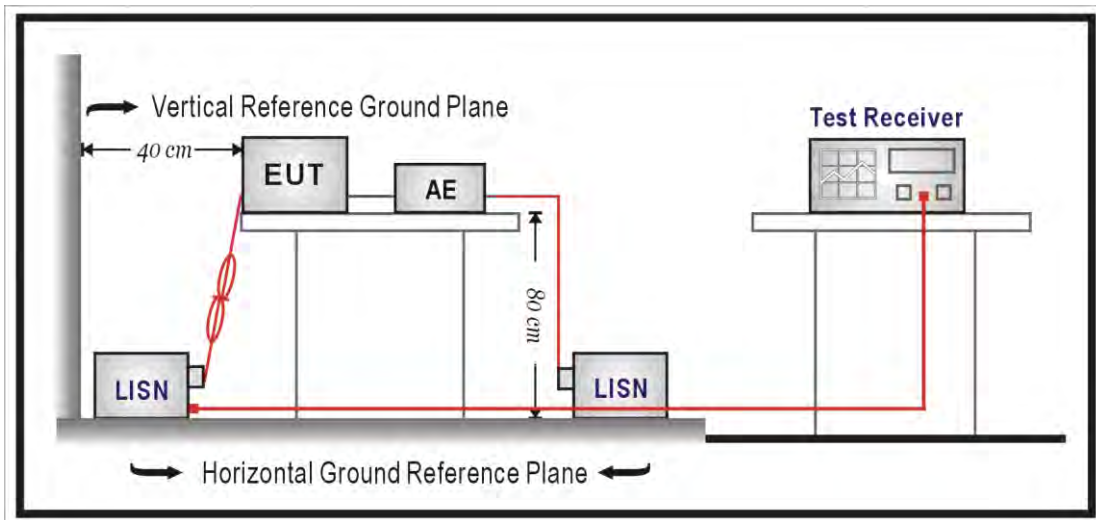 Vertical Reference Ground Plane
Test Receiver
40 cm
EUT
AE
80 cm
LISN
LISN
Horizontal Ground Reference Plane